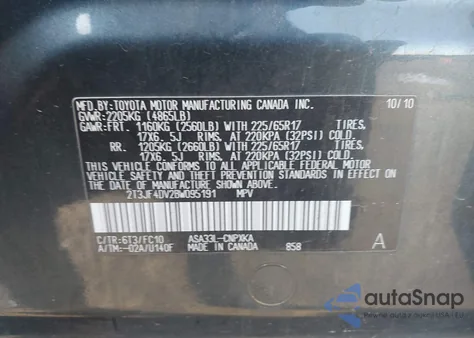 MFD.BY: TOYOTA MOTOR MANUFACTURING CANADA INC. 10/10
GVWR: 2205KG (4865LB)
GAWR: FRT. 1160KG (2560LB) WITH 225/65R17 TIRES,
17X6. 5J RIMS, AT 220KPA (32PSI) COLD.
RR. 1205KG (2660LB) WITH 225/65R17 TIRES,
17X6. 5J RIMS, AT 220KPA (32PSI) COLD.
THIS VEHICLE CONFORMS TO ALL APPLICABLE FEDERAL MOTOR
VEHICLE SAFETY AND THEFT PREVENTION STANDARDS IN EFFECT ON
THE DATE OF MANUFACTURE SHOWN ABOVE.
2T3JF4DV2BW095191 MPV
C/TR: 6T3/FC10 ASA33L-CNPXKA
A/TM: -02A/U140F MADE IN CANADA 858
A
autoSnap